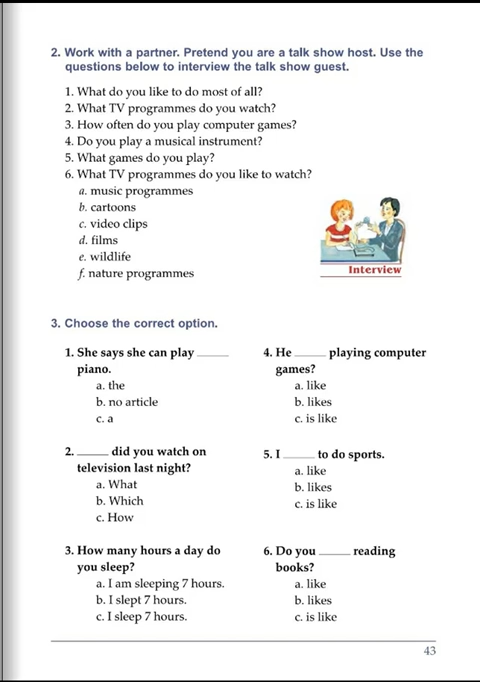 2. Work with a partner. Pretend you are a talk show host. Use the
questions below to interview the talk show guest.
1. What do you like to do most of all?
2. What TV programmes do you watch?
3. How often do you play computer games?
4. Do you play a musical instrument?
5. What games do you play?
6. What TV programmes do you like to watch?
a. music programmes
b. cartoons
c. video clips
d. films
e. wildlife
f. nature programmes
Interview
3. Choose the correct option.
1. She says she can play ______
piano.
a. the
b. no article
c. a
2. ______ did you watch on
television last night?
a. What
b. Which
c. How
3. How many hours a day do
you sleep?
a. I am sleeping 7 hours.
b. I slept 7 hours.
c. I sleep 7 hours.
4. He ______ playing computer
games?
a. like
b. likes
c. is like
5. I ______ to do sports.
a. like
b. likes
c. is like
6. Do you ______ reading
books?
a. like
b. likes
c. is like
43